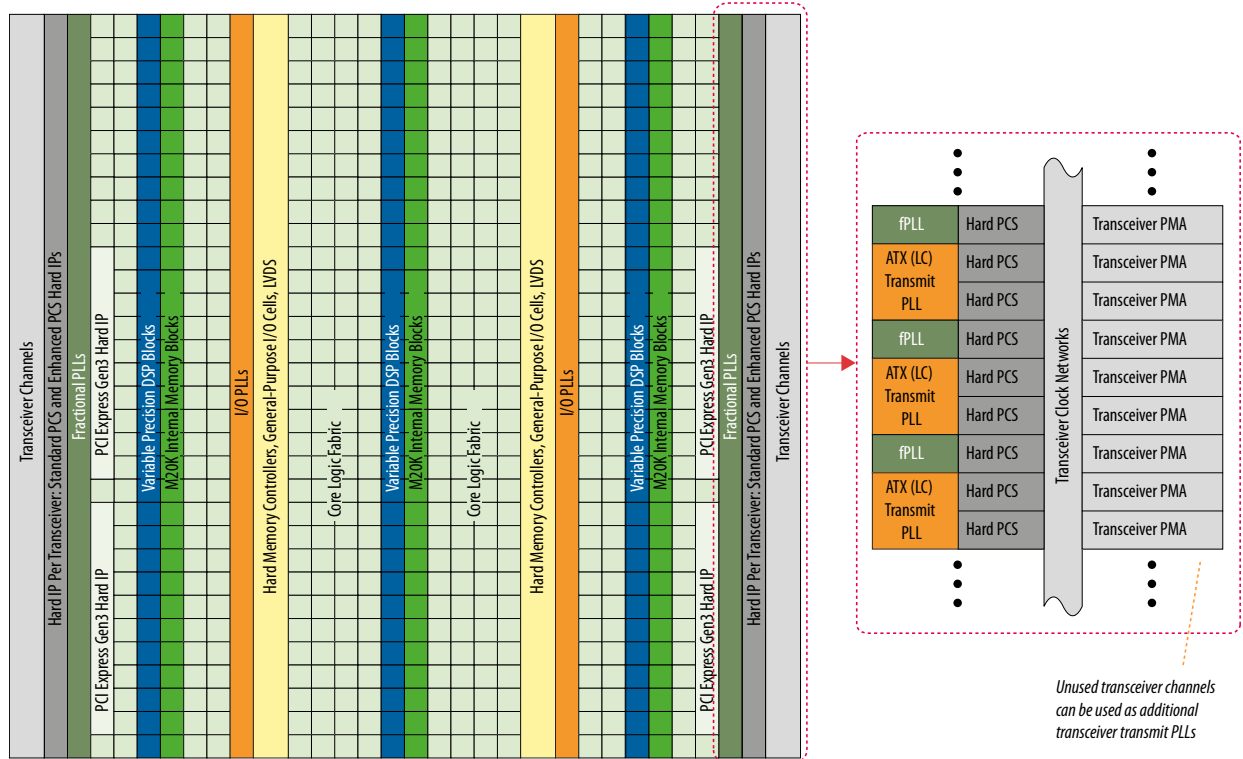 Transceiver Channels
Hard IP Per Transceiver: Standard PCS and Enhanced PCS Hard IPs
Fractional PLLs
PCI Express Gen3 Hard IP
PCI Express Gen3 Hard IP
Variable Precision DSP Blocks
M20K Internal Memory Blocks
I/O PLLs
Hard Memory Controllers, General-Purpose I/O Cells, LVDS
Core Logic Fabric
Variable Precision DSP Blocks
M20K Internal Memory Blocks
Core Logic Fabric
Hard Memory Controllers, General-Purpose I/O Cells, LVDS
I/O PLLs
Variable Precision DSP Blocks
M20K Internal Memory Blocks
PCI Express Gen3 Hard IP
PCI Express Gen3 Hard IP
Fractional PLLs
Hard IP Per Transceiver: Standard PCS and Enhanced PCS Hard IPs
Transceiver Channels
fPLL
ATX (LC)
Transmit
PLL
fPLL
ATX (LC)
Transmit
PLL
fPLL
ATX (LC)
Transmit
PLL
Hard PCS
Hard PCS
Hard PCS
Hard PCS
Hard PCS
Hard PCS
Hard PCS
Hard PCS
Hard PCS
Transceiver Clock Networks
Transceiver PMA
Transceiver PMA
Transceiver PMA
Transceiver PMA
Transceiver PMA
Transceiver PMA
Transceiver PMA
Transceiver PMA
Transceiver PMA
Unused transceiver channels
can be used as additional
transceiver transmit PLLs